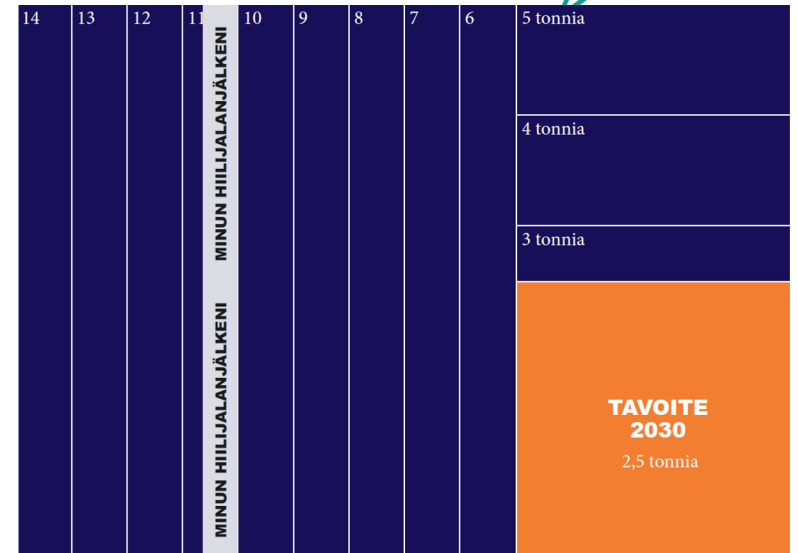 14
13
12
11
10
9
8
7
6
5 tonnia
4 tonnia
3 tonnia
MINUN HIILIJALANJÄLKENI
MINUN HIILIJALANJÄLKENI
TAVOITE
2030
2,5 tonnia